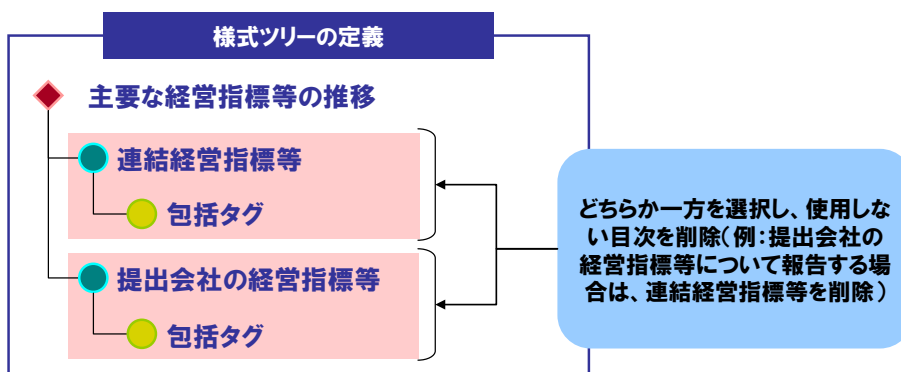 様式ツリーの定義
主要な経営指標等の推移
連結経営指標等
包括タグ
提出会社の経営指標等
包括タグ
どちらか一方を選択し、使用しな
い目次を削除(例:提出会社の
経営指標等について報告する場
合は、連結経営指標等を削除)